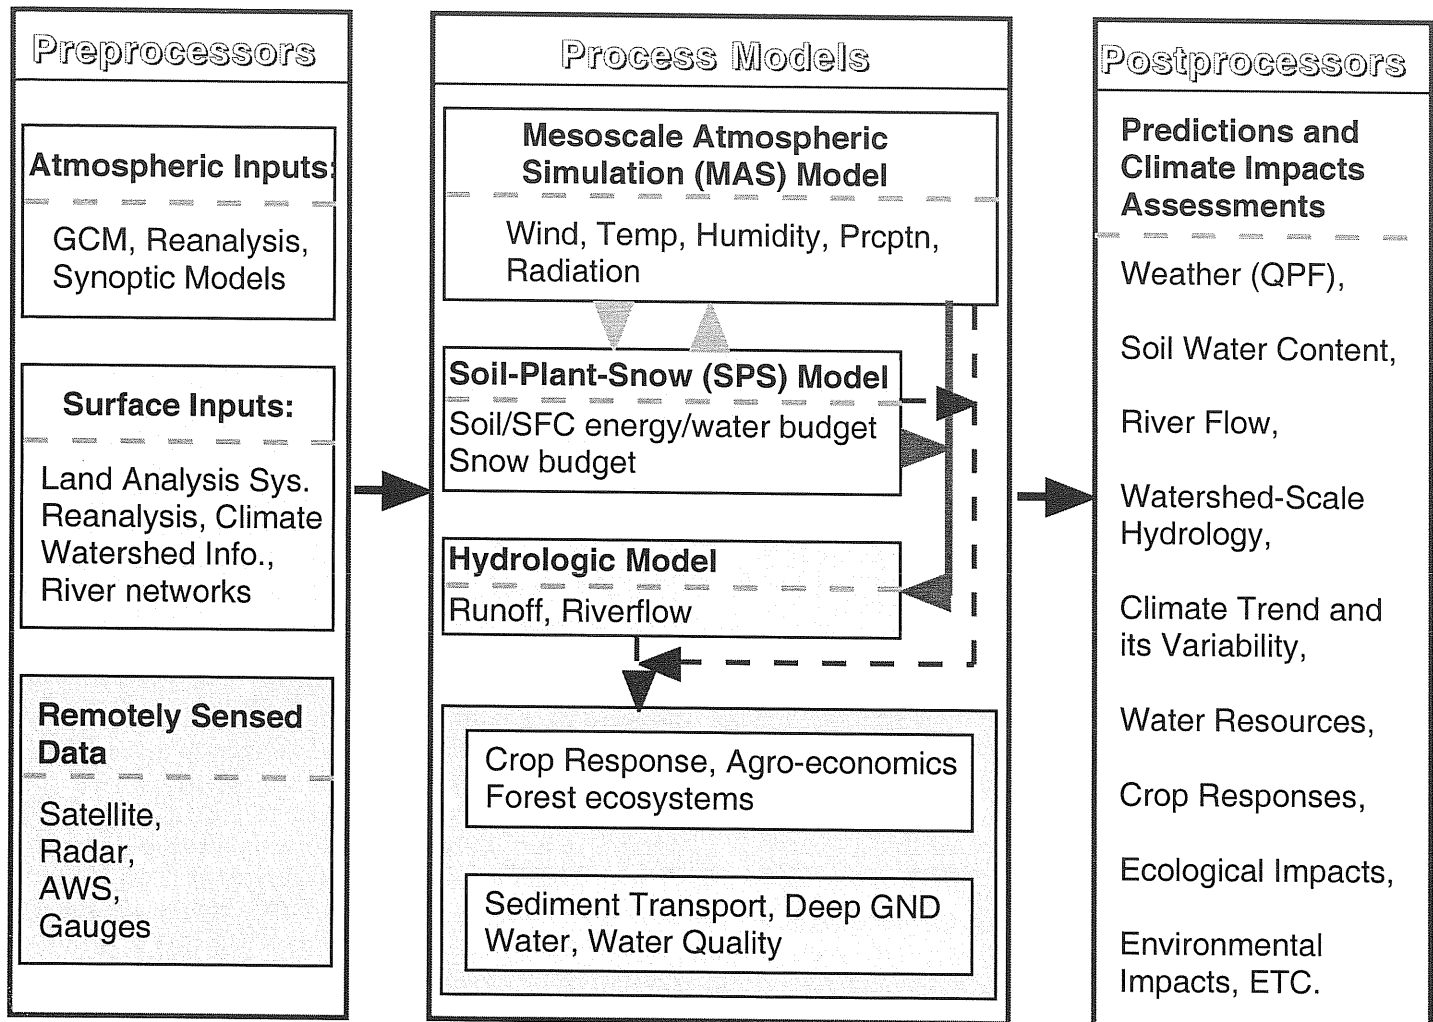 Preprocessors
Atmospheric Inputs:
GCM, Reanalysis,
Synoptic Models
Surface Inputs:
Land Analysis Sys.
Reanalysis, Climate
Watershed Info.,
River networks
Remotely Sensed
Data
Satellite,
Radar,
AWS,
Gauges
Process Models
Mesoscale Atmospheric
Simulation (MAS) Model
Wind, Temp, Humidity, Prcptn,
Radiation
Soil-Plant-Snow (SPS) Model
Soil/SFC energy/water budget
Snow budget
Hydrologic Model
Runoff, Riverflow
Crop Response, Agro-economics
Forest ecosystems
Sediment Transport, Deep GND
Water, Water Quality
Postprocessors
Predictions and
Climate Impacts
Assessments
Weather (QPF),
Soil Water Content,
River Flow,
Watershed-Scale
Hydrology,
Climate Trend and
its Variability,
Water Resources,
Crop Responses,
Ecological Impacts,
Environmental
Impacts, ETC.